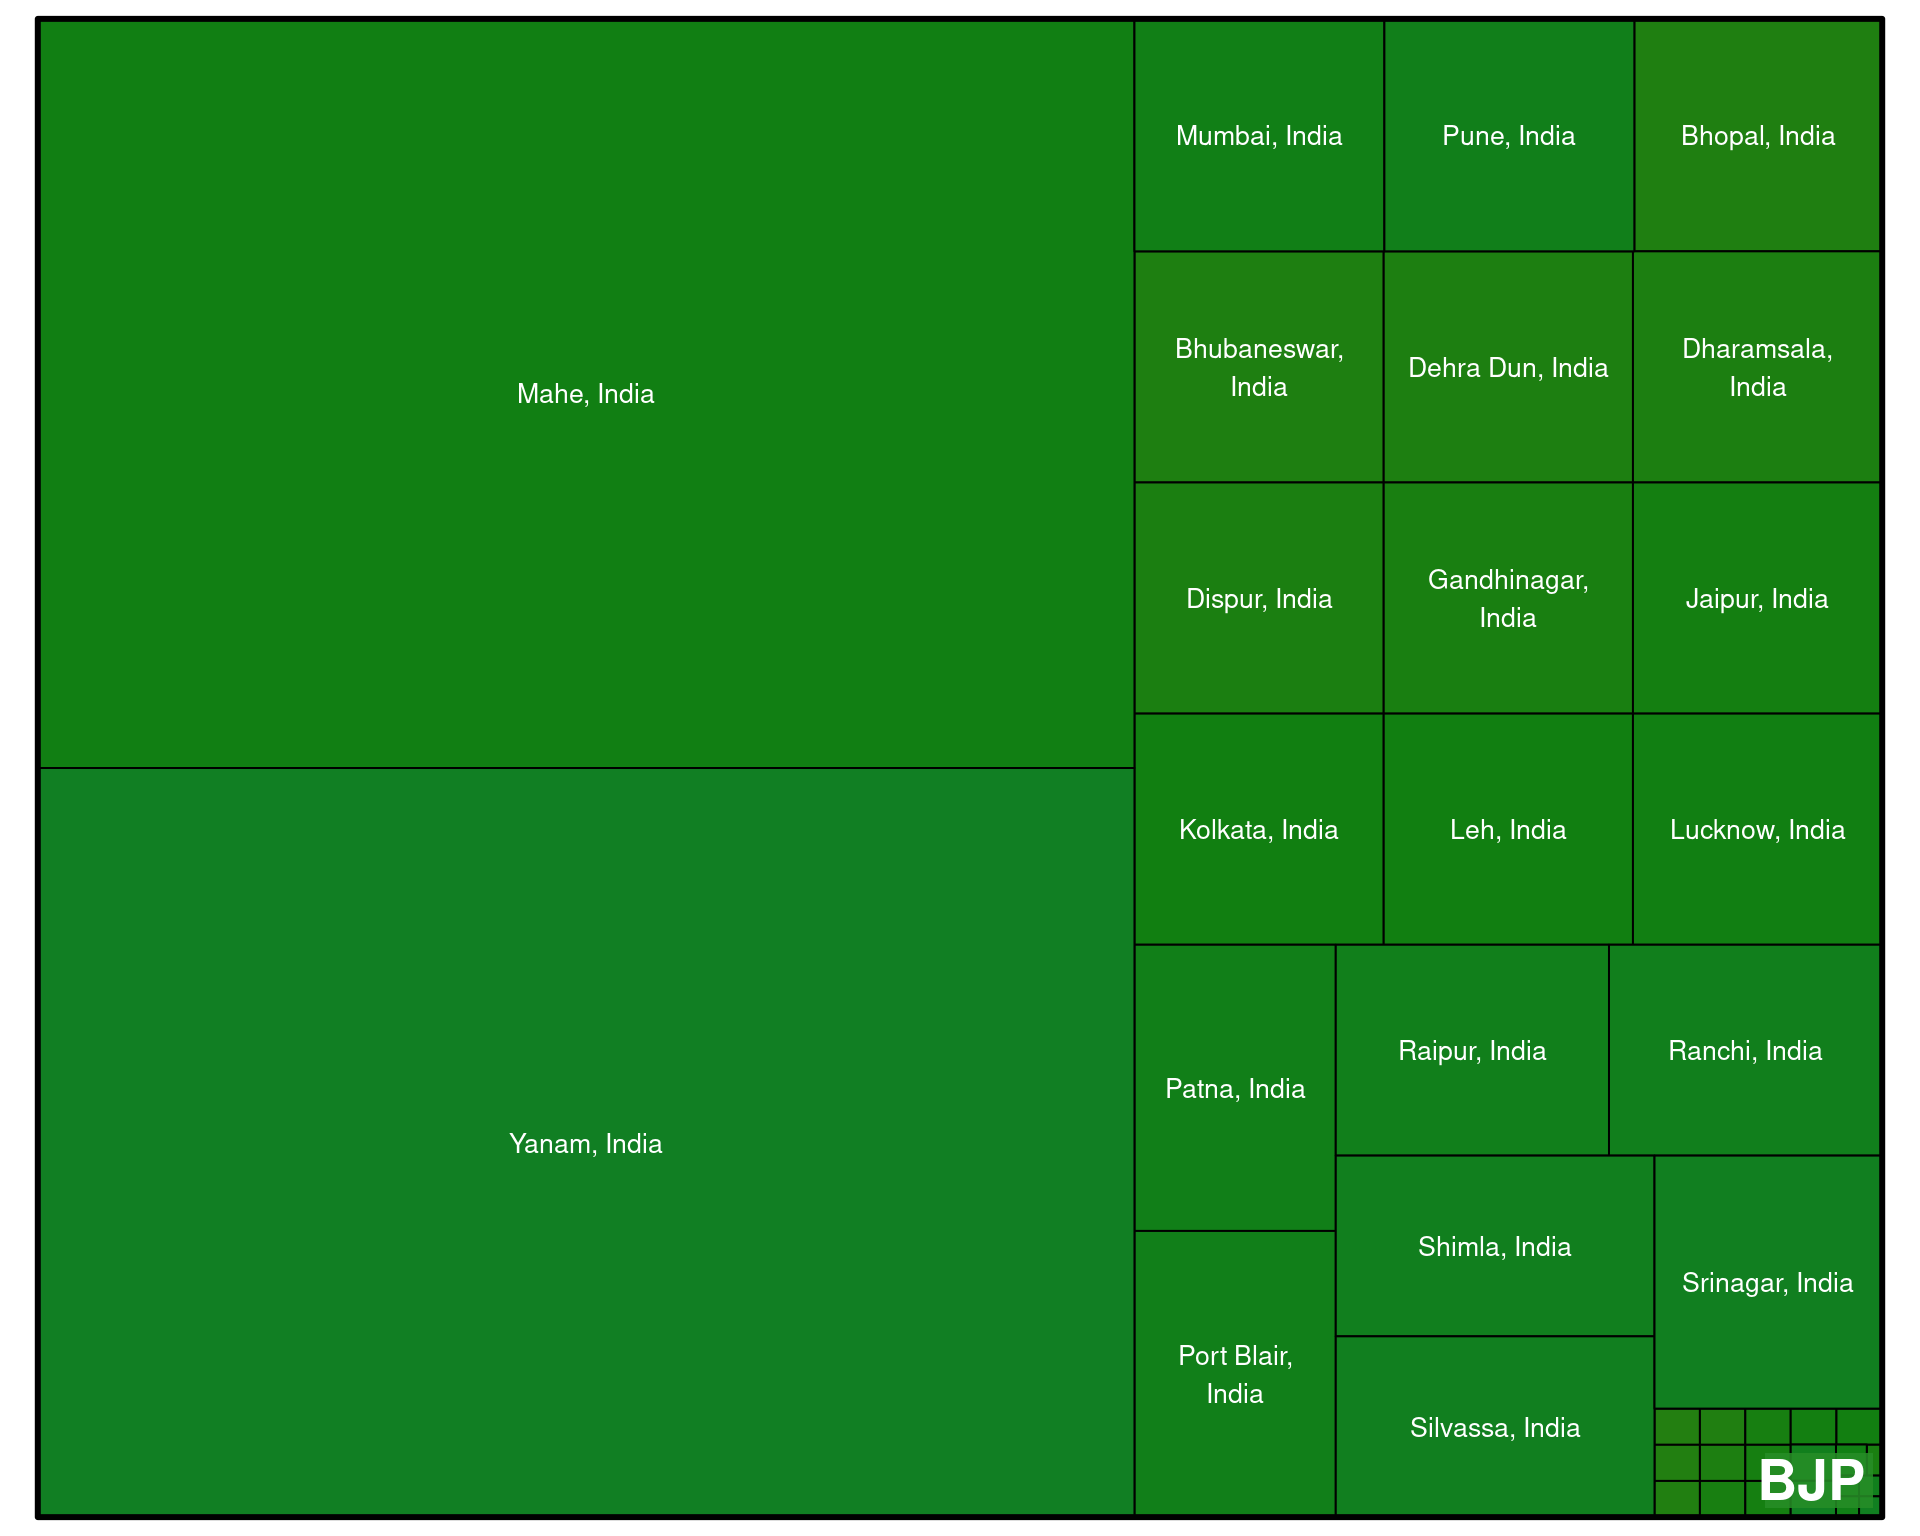 Mumbai, India
Pune, India
Bhopal, India
Mahe, India
Bhubaneswar,
India
Dehra Dun, India
Dharamsala,
India
Dispur, India
Gandhinagar,
India
Jaipur, India
Kolkata, India
Leh, India
Lucknow, India
Yanam, India
Patna, India
Raipur, India
Ranchi, India
Port Blair,
India
Shimla, India
Srinagar, India
Silvassa, India
BJP